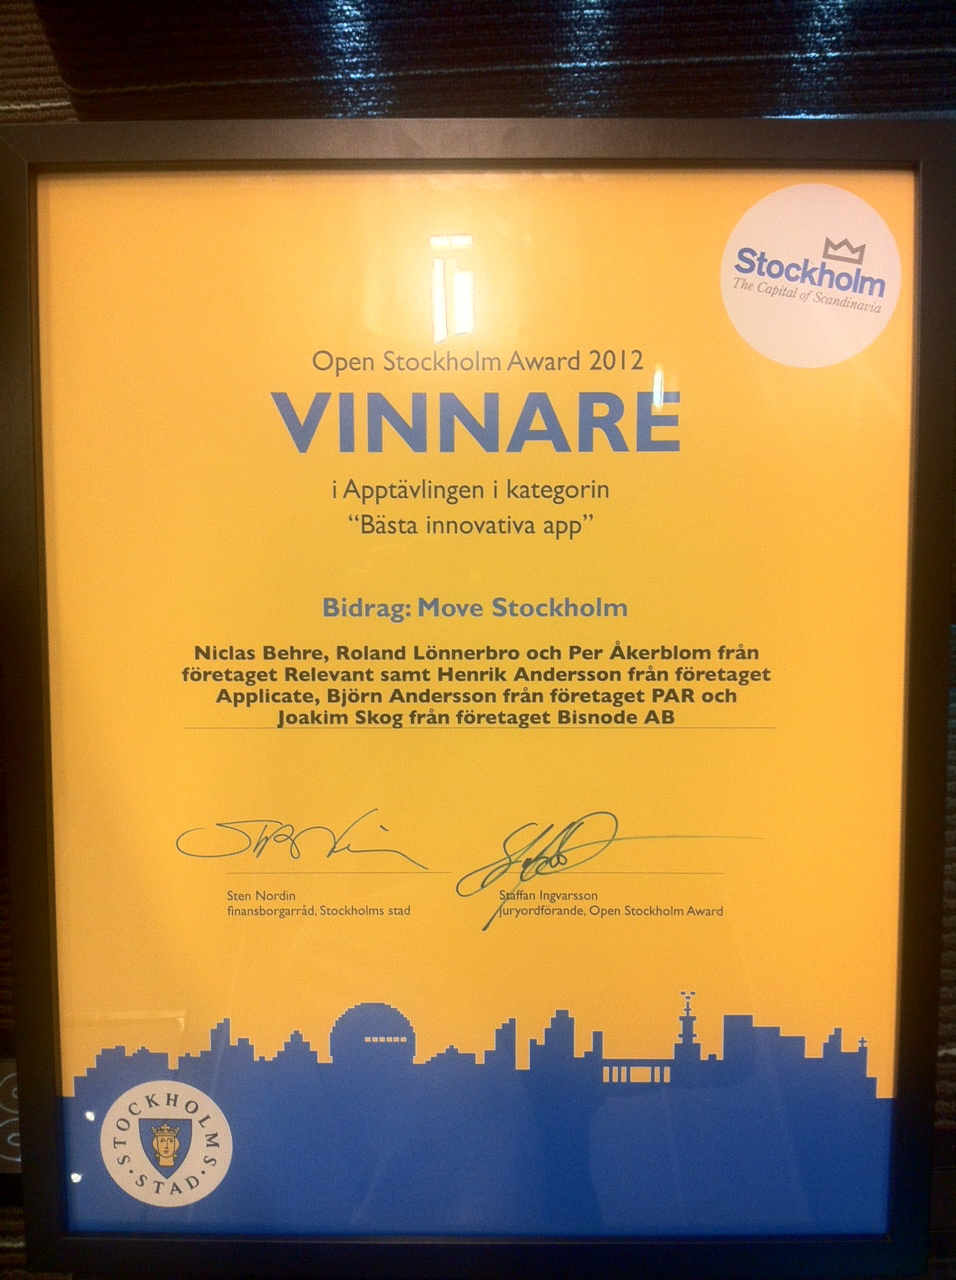 Stockholm
The Capital of Scandinavia
Open Stockholm Award 2012
VINNARE
i Apptävlingen i kategorin
“Bästa innovativa app”
Bidrag: Move Stockholm
Niclas Behre, Roland Lönnerbro och Per Åkerblom från
företaget Relevant samt Henrik Andersson från företaget
Applicate, Björn Andersson från företaget PAR och
Joakim Skog från företaget Bisnode AB
Sten Nordin
finansborgarråd, Stockholms stad
Staffan Ingvarsson
juryordförande, Open Stockholm Award
STOCKHOLMS
STAD